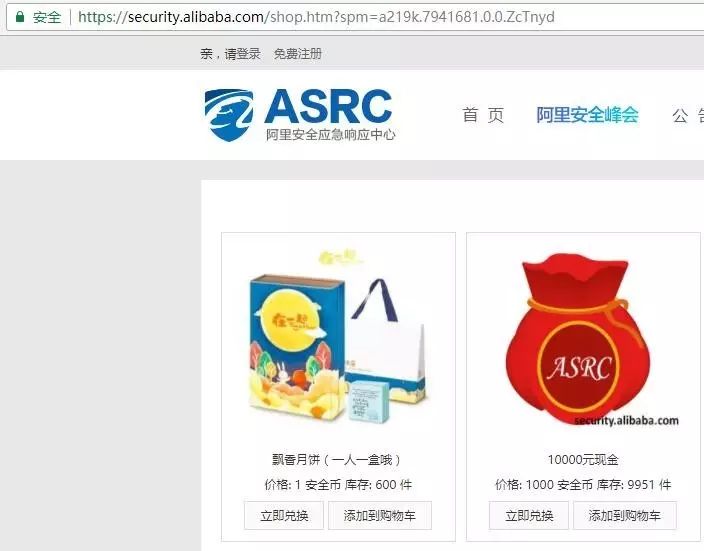 安全 https://security.alibaba.com/shop.htm?spm=a219k.7941681.0.0.ZcTnyd
亲，请登录 免费注册
ASRC
阿里安全应急响应中心
首 页 阿里安全峰会 公
在一起
在一起
ASRC
security.alibaba.com
飘香月饼（一人一盒哦）
价格: 1 安全币 库存: 600 件
立即兑换 添加到购物车
10000元现金
价格: 1000 安全币 库存: 9951 件
立即兑换 添加到购物车